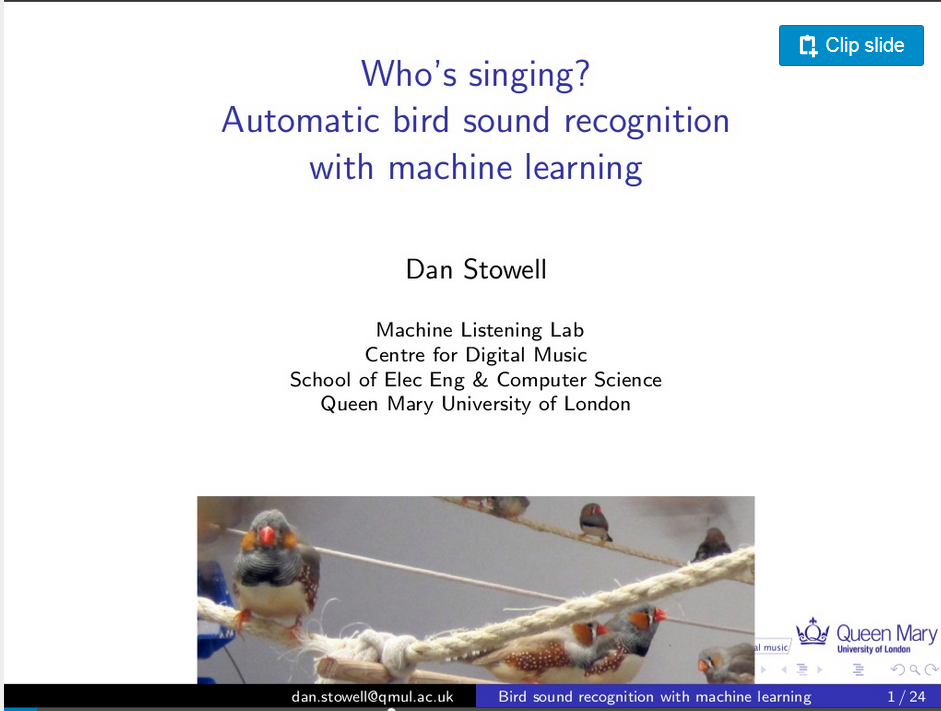 Clip slide
Who's singing?
Automatic bird sound recognition
with machine learning
Dan Stowell
Machine Listening Lab
Centre for Digital Music
School of Elec Eng & Computer Science
Queen Mary University of London
al music
Queen Mary
University of London
dan.stowell@qmul.ac.uk
Bird sound recognition with machine learning
1 / 24